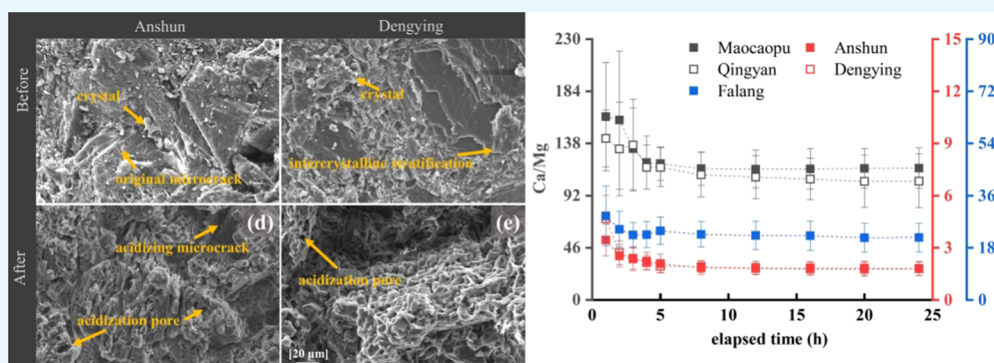 Anshun
Dengying
Before
crystal
original microcrack
crystal
intercrystalline stratification
After
(d)
acidizing microcrack
acidization pore
(e)
acidization pore
[20 μm]
Maocaopu
Anshun
Qingyan
Dengying
Falang
Ca/Mg
230
184
138
92
46
0
0
5
10
15
20
25
elapsed time (h)
15
12
9
6
3
0
90
72
54
36
18
0